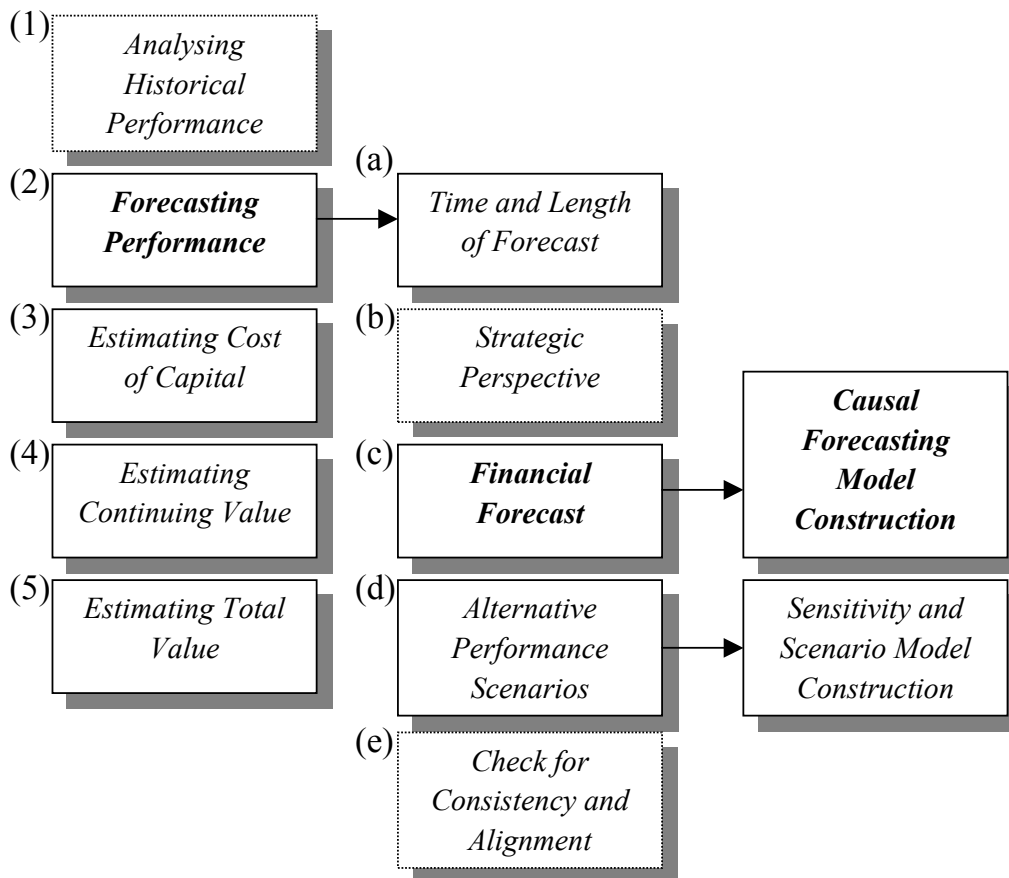 (1)
Analysing
Historical
Performance
(2)
Forecasting
Performance
(a)
Time and Length
of Forecast
(3)
Estimating Cost
of Capital
(b)
Strategic
Perspective
Causal
Forecasting
Model
Construction
(4)
Estimating
Continuing Value
(c)
Financial
Forecast
(5)
Estimating Total
Value
(d)
Alternative
Performance
Scenarios
Sensitivity and
Scenario Model
Construction
(e)
Check for
Consistency and
Alignment